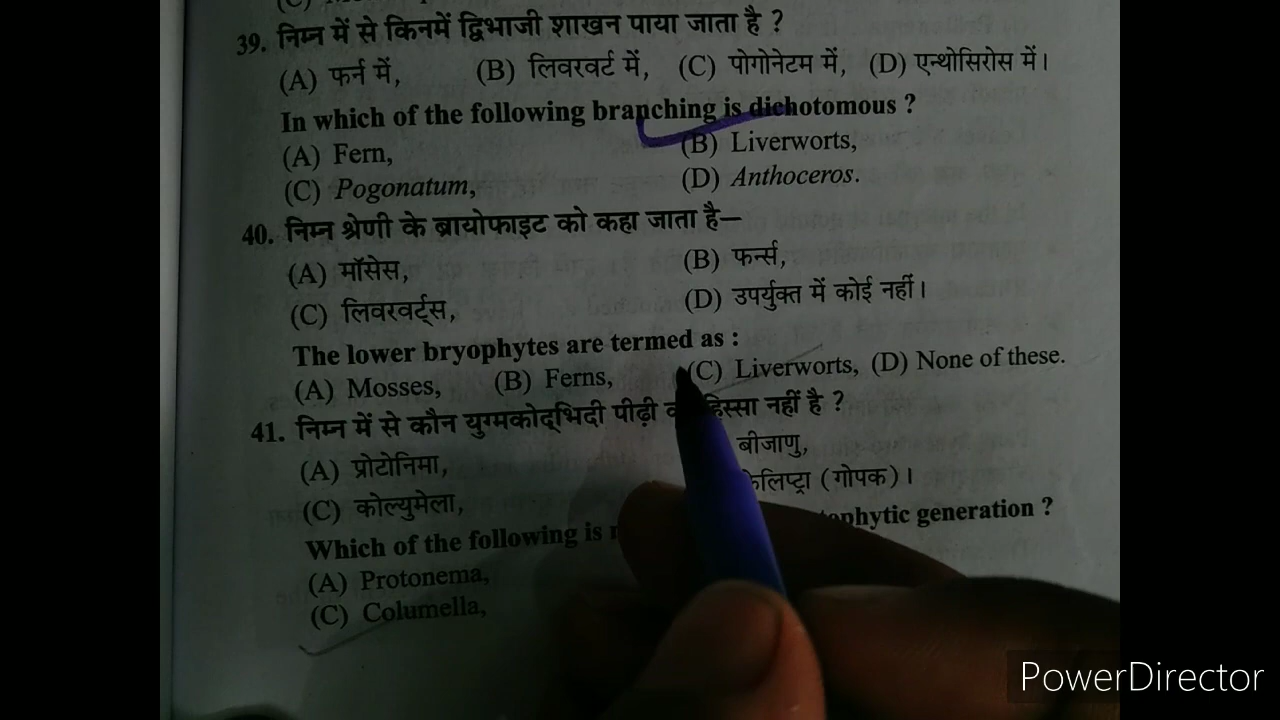 39. निम्न में से किनमें द्विभाजी शाखन पाया जाता है ?
(A) फर्न में, (B) लिवरवर्ट में, (C) पोगोनेटम में, (D) एन्थोसिरोस में।
In which of the following branching is dichotomous ?
(A) Fern, (B) Liverworts,
(C) Pogonatum, (D) Anthoceros.
40. निम्न श्रेणी के ब्रायोफाइट को कहा जाता है—
(A) मॉसेस, (B) फर्न्स,
(C) लिवरवर्ट्स, (D) उपर्युक्त में कोई नहीं।
The lower bryophytes are termed as :
(A) Mosses, (B) Ferns, (C) Liverworts, (D) None of these.
41. निम्न में से कौन युग्मकोद्भिदी पीढ़ी हिस्सा नहीं है ?
(A) प्रोटोनिमा, बीजाणु,
(C) कोल्युमेला, (गोपक)।
Which of the following is generation ?
(A) Protonema,
(C) Columella,
PowerDirector